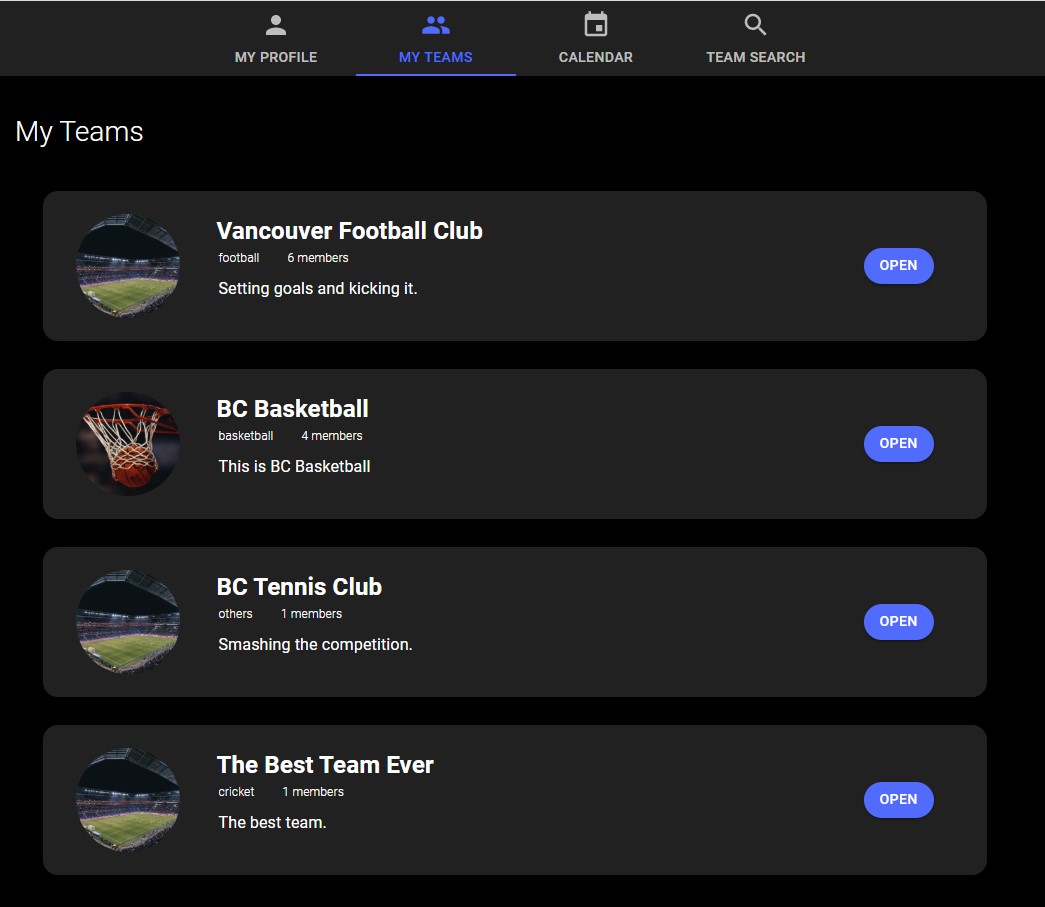 MY PROFILE MY TEAMS CALENDAR TEAM SEARCH
My Teams
Vancouver Football Club
football 6 members
Setting goals and kicking it.
OPEN
BC Basketball
basketball 4 members
This is BC Basketball
OPEN
BC Tennis Club
others 1 members
Smashing the competition.
OPEN
The Best Team Ever
cricket 1 members
The best team.
OPEN